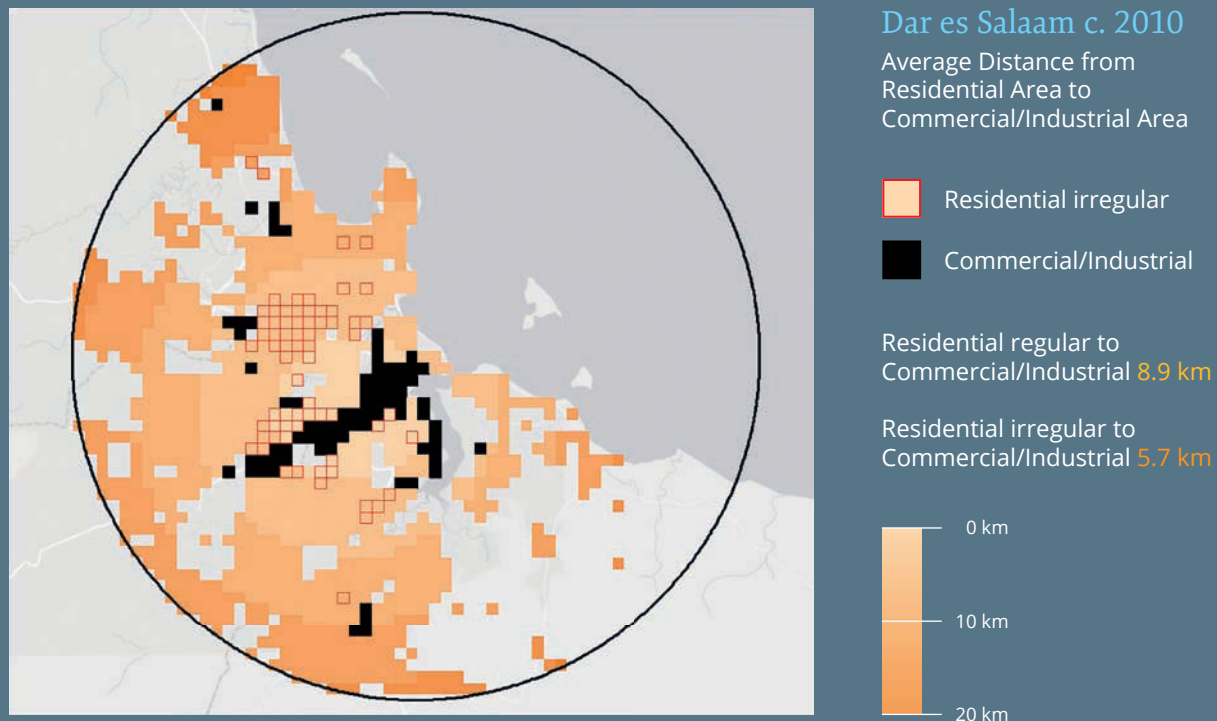 Dar es Salaam c. 2010
Average Distance from
Residential Area to
Commercial/Industrial Area
Residential irregular
Commercial/Industrial
Residential regular to
Commercial/Industrial 8.9 km
Residential irregular to
Commercial/Industrial 5.7 km
0 km
10 km
20 km